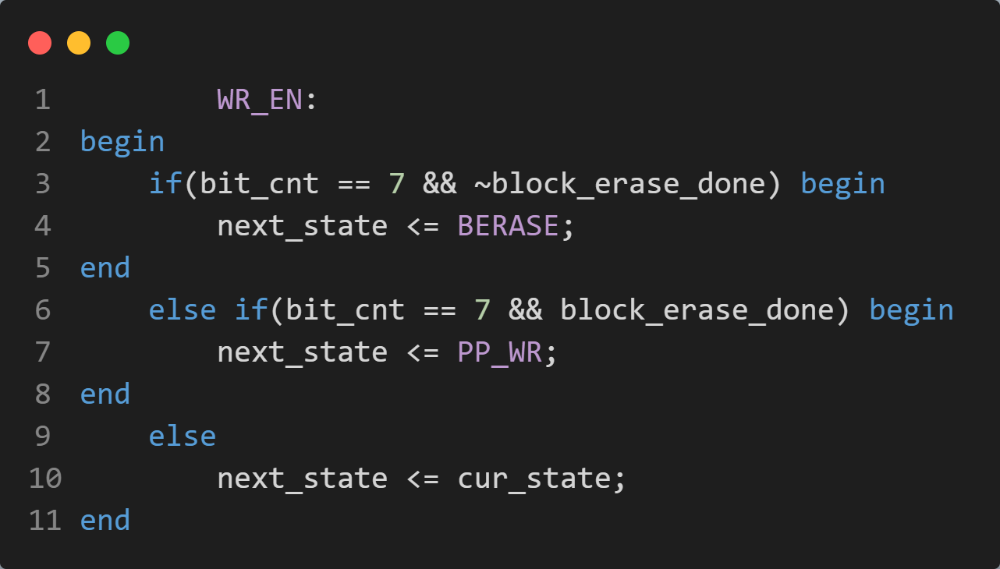 1         WR_EN:
2 begin
3     if(bit_cnt == 7 && ~block_erase_done) begin
4         next_state <= BERASE;
5 end
6     else if(bit_cnt == 7 && block_erase_done) begin
7         next_state <= PP_WR;
8 end
9     else
10         next_state <= cur_state;
11 end